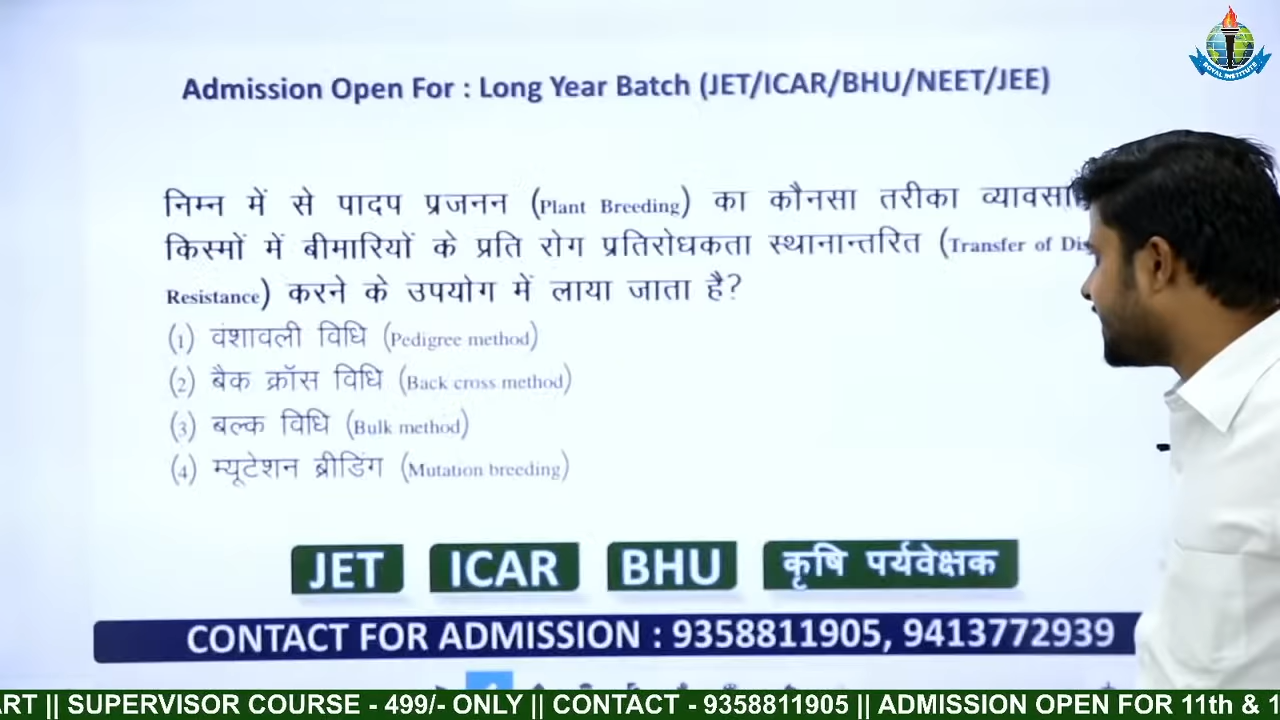 ROYAL INSTITUTE
Admission Open For : Long Year Batch (JET/ICAR/BHU/NEET/JEE)
निम्न में से पादप प्रजनन (Plant Breeding) का कौनसा तरीका
किस्मों में बीमारियों के प्रति रोग प्रतिरोधकता स्थानान्तरित (Transfer of
Resistance) करने के उपयोग में लाया जाता है?
(1) वंशावली विधि (Pedigree method)
(2) बैक क्रॉस विधि (Back cross method)
(3) बल्क विधि (Bulk method)
(4) म्यूटेशन ब्रीडिंग (Mutation breeding)
JET ICAR BHU कृषि पर्यवेक्षक
CONTACT FOR ADMISSION : 9358811905, 9413772939
ART || SUPERVISOR COURSE - 499/- ONLY || CONTACT - 9358811905 || ADMISSION OPEN FOR 11th & 1